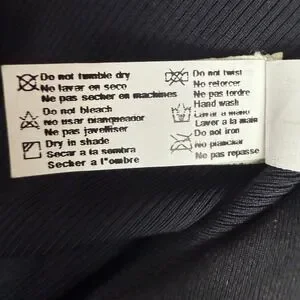 Do not tumble dry
No lavar en seco
Ne pas secher en machines
Do not bleach
No usar bianqueador
Ne pas javelliser
Dry in shade
Secar a la sombra
Secher a l"ombre
Do not twist
No retorcer
Ne pas tordre
Hand wash
Lavar a mano
Laver a la main
Do not iron
No planchar
Ne pas repasse